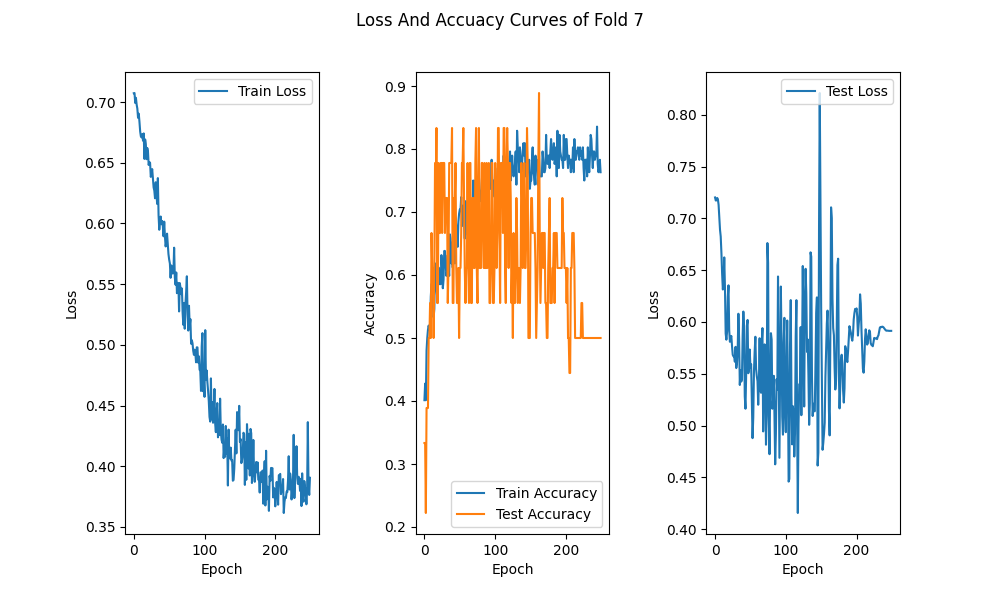 Loss And Accuacy Curves of Fold 7
Loss
0.70
0.65
0.60
0.55
0.50
0.45
0.40
0.35
Train Loss
0 100 200
Epoch
Accuracy
0.9
0.8
0.7
0.6
0.5
0.4
0.3
0.2
Train Accuracy
Test Accuracy
0 100 200
Epoch
Loss
0.80
0.75
0.70
0.65
0.60
0.55
0.50
0.45
0.40
Test Loss
0 100 200
Epoch